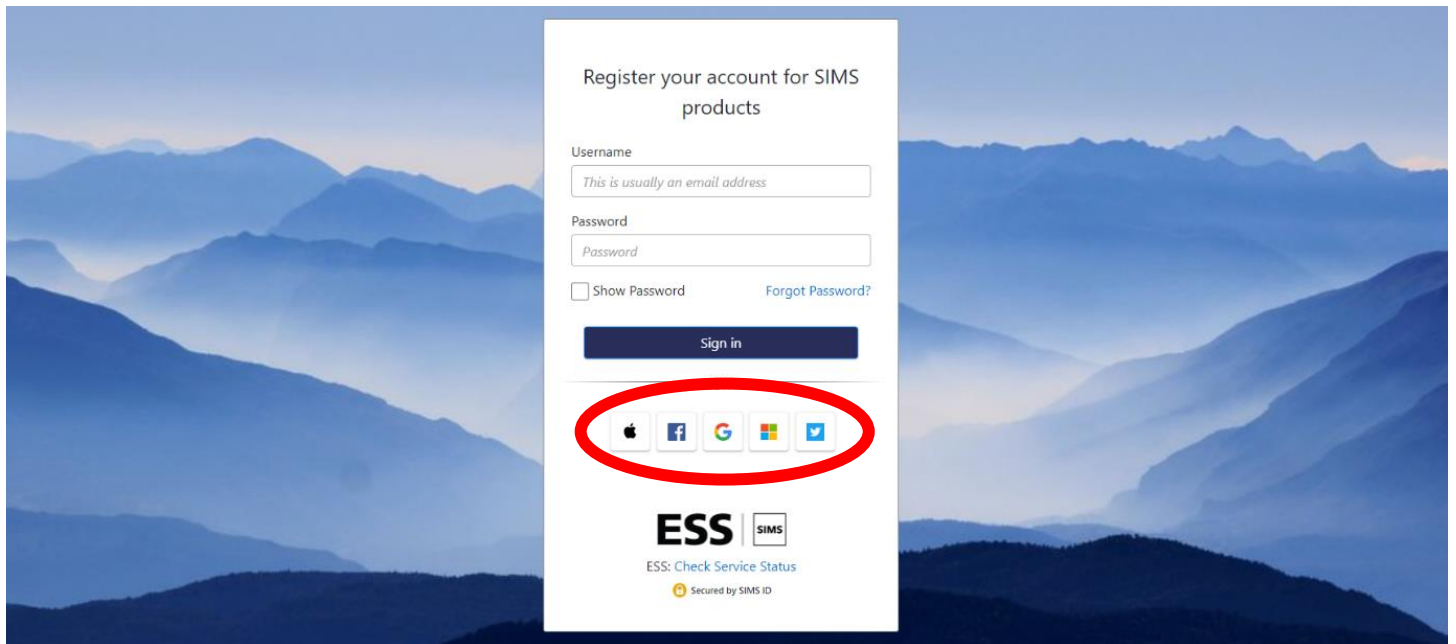 Register your account for SIMS
products
Username
This is usually an email address
Password
Password
Show Password Forgot Password?
Sign in
ESS SIMS
ESS: Check Service Status
Secured by SIMS ID